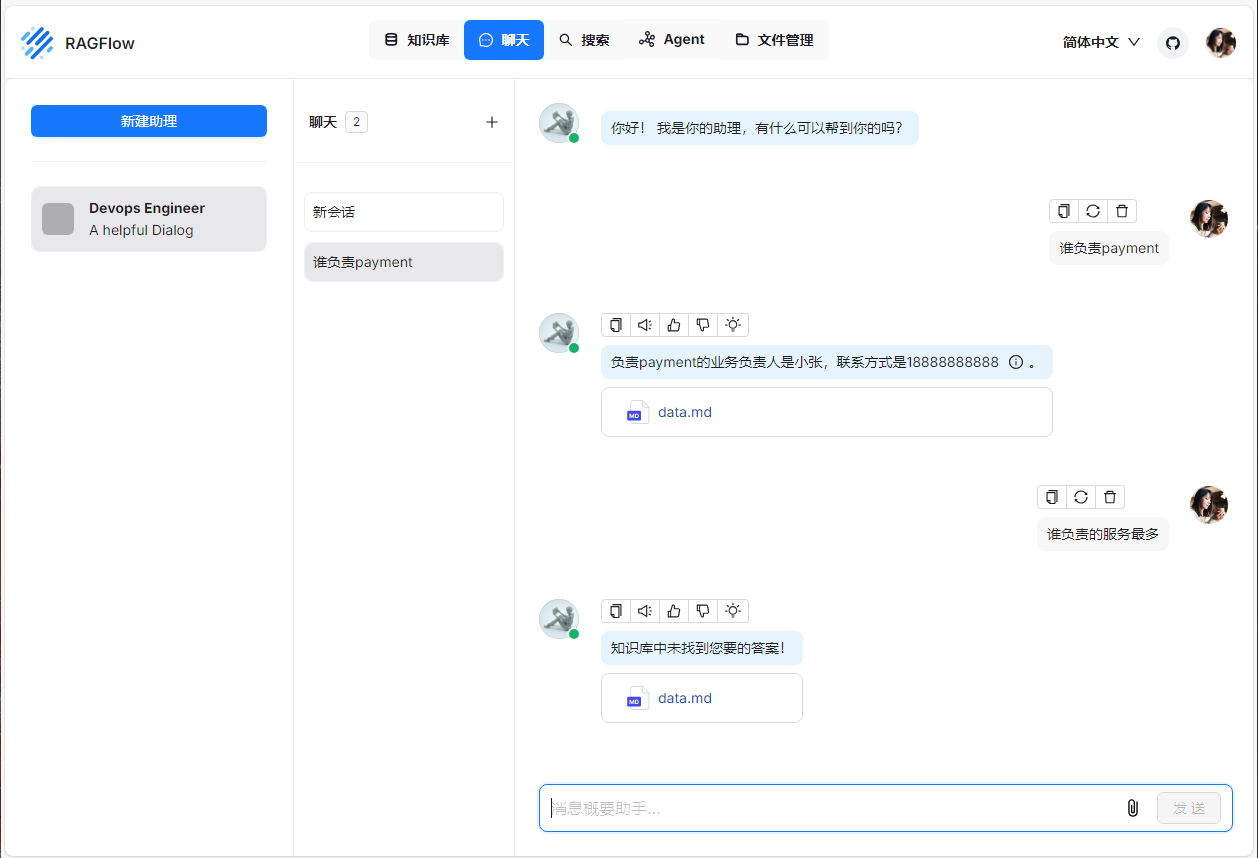 RAGFlow
知识库
聊天
搜索
Agent
文件管理
简体中文
新建助理
Devops Engineer
A helpful Dialog
聊天 2
新会话
谁负责payment
你好! 我是你的助理，有什么可以帮到你的吗?
谁负责payment
负责payment的业务负责人是小张，联系方式是18888888888 。
MD data.md
谁负责的服务最多
知识库中未找到您要的答案!
MD data.md
消息概要助手...
发 送